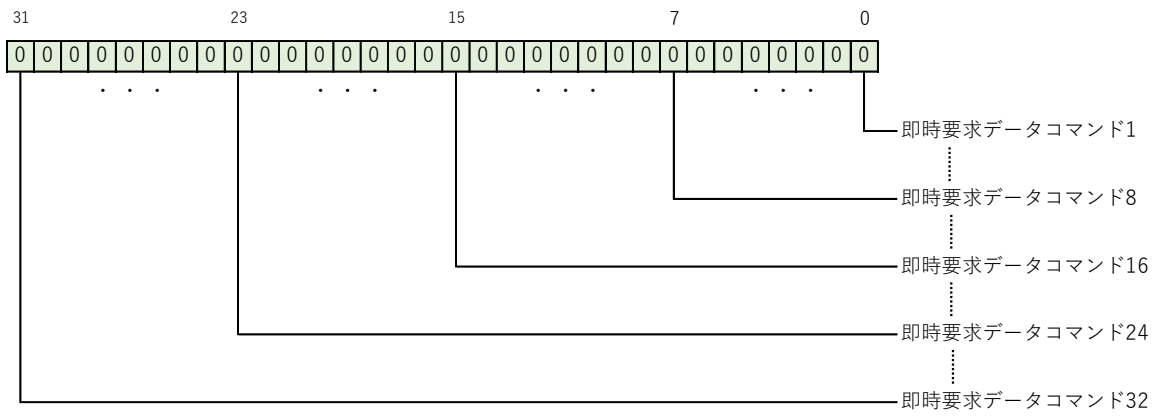 31 23 15 7 0
0 0 0 0 0 0 0 0 0 0 0 0 0 0 0 0 0 0 0 0 0 0 0 0 0 0 0 0 0 0 0 0
・・・ ・・・ ・・・ ・・・
即時要求データコマンド1
即時要求データコマンド8
即時要求データコマンド16
即時要求データコマンド24
即時要求データコマンド32